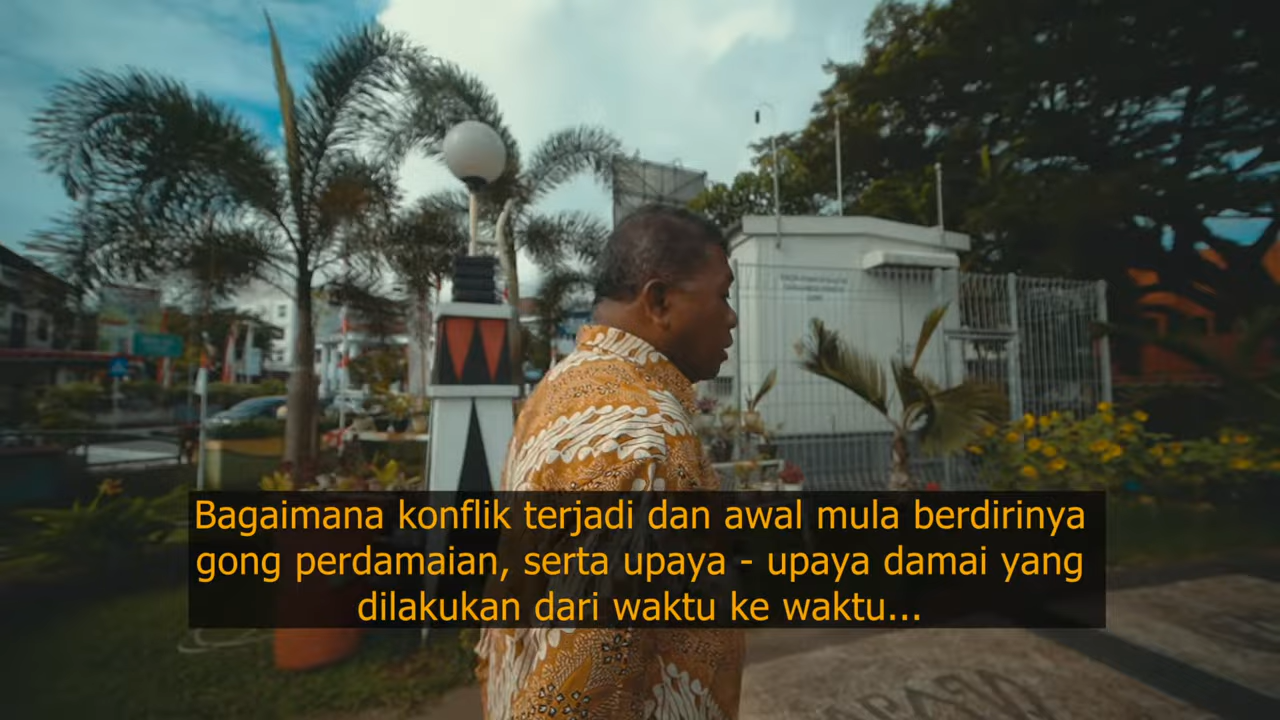 Bagaimana konflik terjadi dan awal mula berdirinya
gong perdamaian, serta upaya - upaya damai yang
dilakukan dari waktu ke waktu...